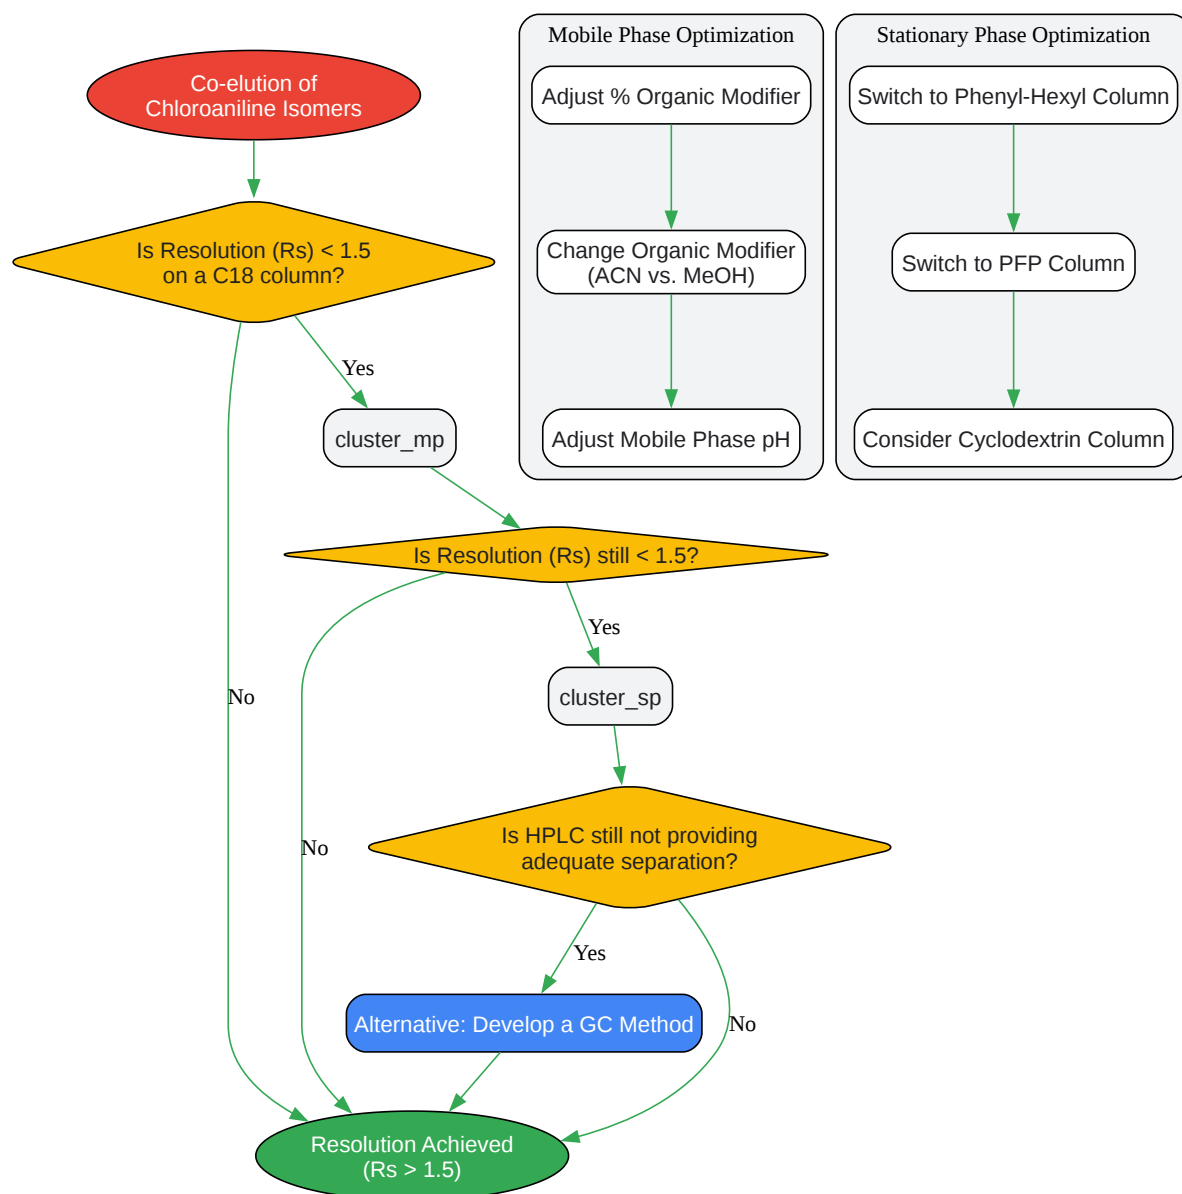 Co-elution of
Chloroaniline Isomers
Is Resolution (Rs) < 1.5
on a C18 column?
Yes
No
cluster_mp
Is Resolution (Rs) still < 1.5?
Yes
No
cluster_sp
Is HPLC still not providing
adequate separation?
Yes
No
Alternative: Develop a GC Method
Resolution Achieved
(Rs > 1.5)
Mobile Phase Optimization
Adjust % Organic Modifier
Change Organic Modifier
(ACN vs. MeOH)
Adjust Mobile Phase pH
Stationary Phase Optimization
Switch to Phenyl-Hexyl Column
Switch to PFP Column
Consider Cyclodextrin Column